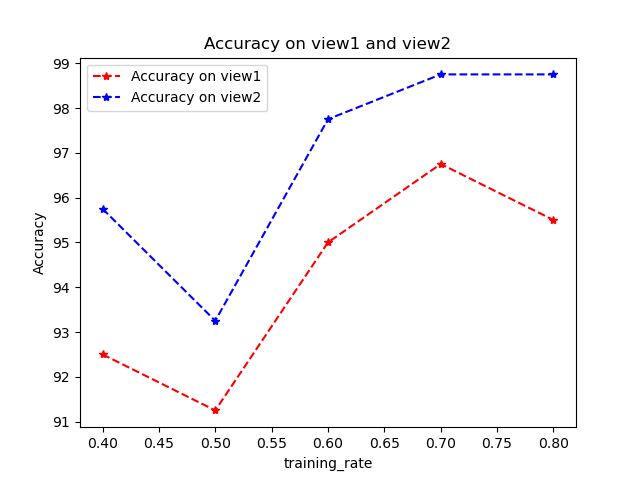 Accuracy on view1 and view2
Accuracy on view1
Accuracy on view2
99
98
97
96
95
94
93
92
91
Accuracy
0.40 0.45 0.50 0.55 0.60 0.65 0.70 0.75 0.80
training_rate